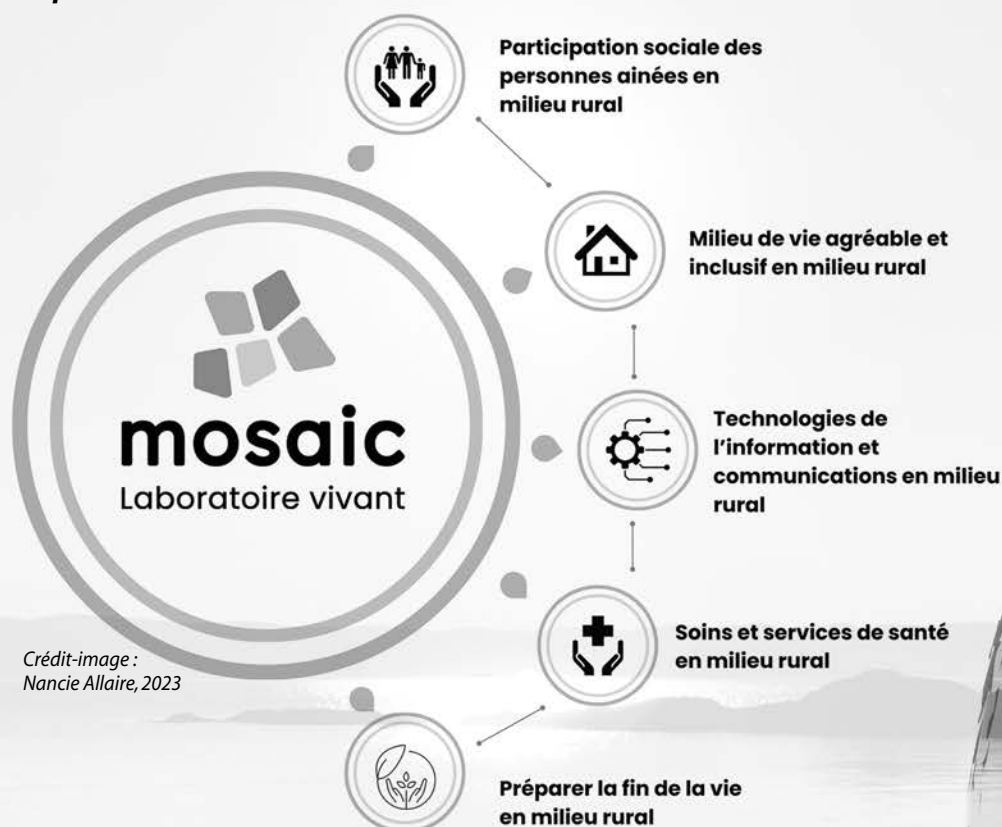 Participation sociale des
personnes ainées en
milieu rural
Milieu de vie agréable et
inclusif en milieu rural
mosaic
Laboratoire vivant
Technologies de
l'information et
communications en milieu
rural
Soins et services de santé
en milieu rural
Crédit-image :
Nancie Allaire, 2023
Préparer la fin de la vie
en milieu rural